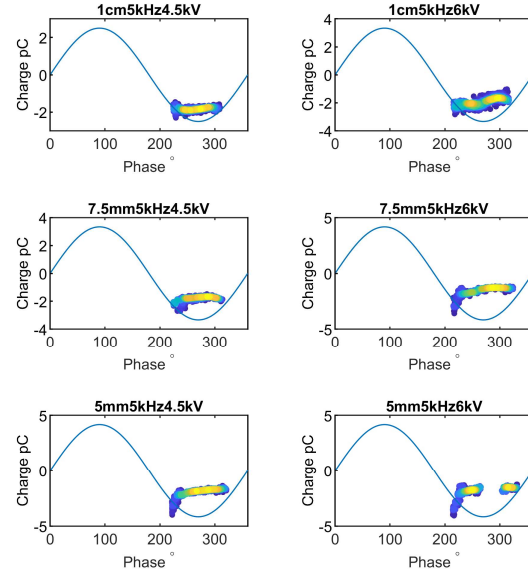 1cm5kHz4.5kV
Charge pC
2
0
-2
0 100 200 300
Phase °
1cm5kHz6kV
Charge pC
4
2
0
-2
-4
0 100 200 300
Phase °
7.5mm5kHz4.5kV
Charge pC
4
2
0
-2
-4
0 100 200 300
Phase °
7.5mm5kHz6kV
Charge pC
5
0
-5
0 100 200 300
Phase °
5mm5kHz4.5kV
Charge pC
5
0
-5
0 100 200 300
Phase °
5mm5kHz6kV
Charge pC
5
0
-5
0 100 200 300
Phase °